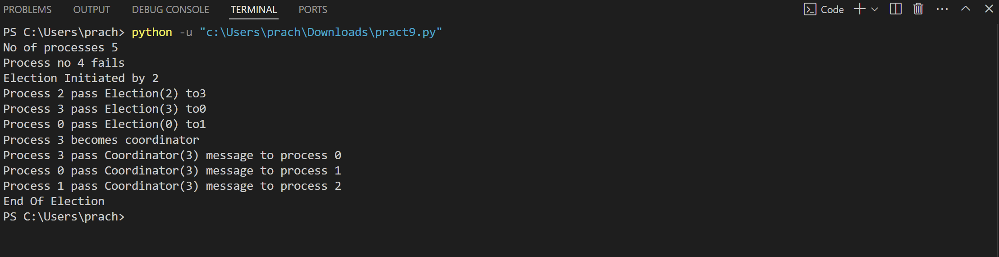 PROBLEMS OUTPUT DEBUG CONSOLE TERMINAL PORTS Code
PS C:\Users\prach> python -u "c:\Users\prach\Downloads\pract9.py"
No of processes 5
Process no 4 fails
Election Initiated by 2
Process 2 pass Election(2) to3
Process 3 pass Election(3) to0
Process 0 pass Election(0) to1
Process 3 becomes coordinator
Process 3 pass Coordinator(3) message to process 0
Process 0 pass Coordinator(3) message to process 1
Process 1 pass Coordinator(3) message to process 2
End Of Election
PS C:\Users\prach>